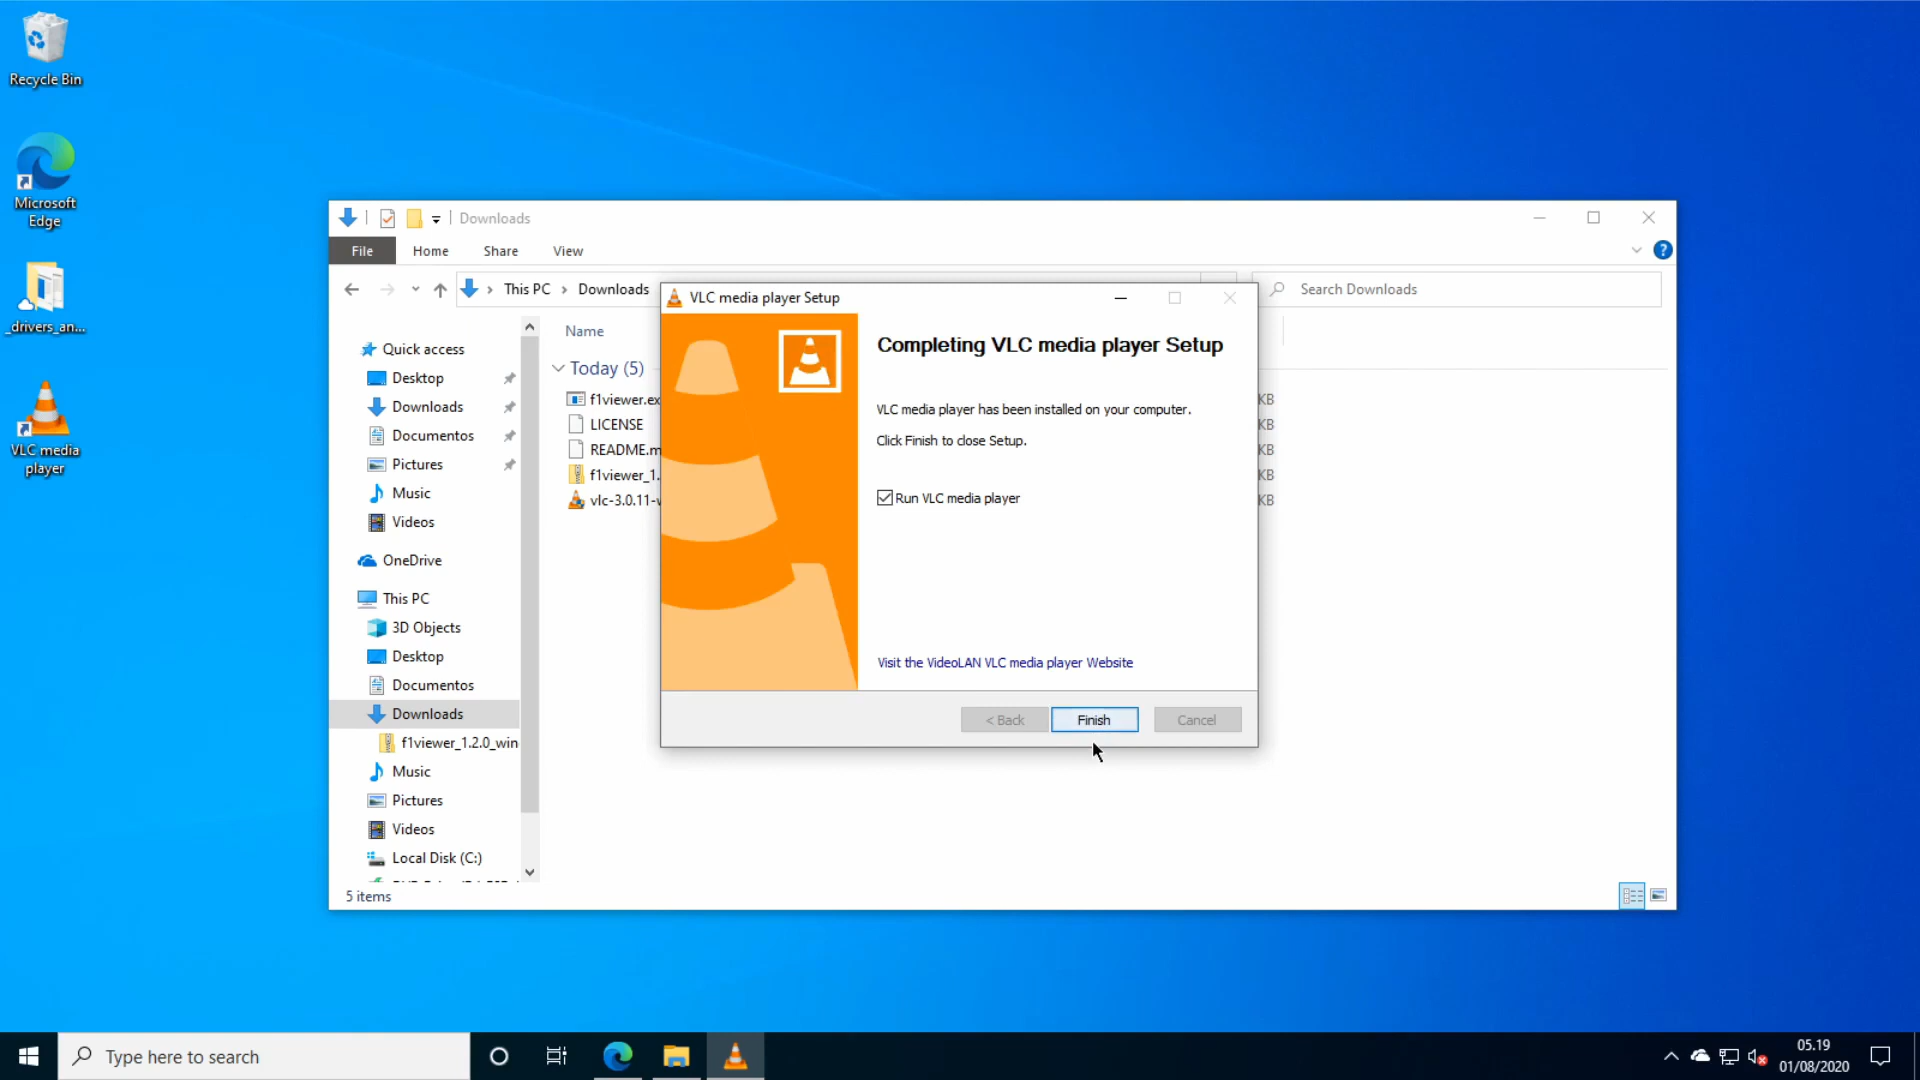 Recycle Bin
Microsoft
Edge
_drivers_an...
VLC media
player
Downloads
File
Home
Share
View
This PC
Downloads
Search Downloads
Quick access
Desktop
Downloads
Documentos
Pictures
Music
Videos
OneDrive
This PC
3D Objects
Desktop
Documentos
Downloads
f1viewer_1.2.0_win
Music
Pictures
Videos
Local Disk (C:)
5 items
Name
Today (5)
f1viewer.ex
LICENSE
README.m
f1viewer_1.
vlc-3.0.11-w
KB
KB
KB
KB
KB
VLC media player Setup
Completing VLC media player Setup
VLC media player has been installed on your computer.
Click Finish to close Setup.
Run VLC media player
Visit the VideoLAN VLC media player Website
< Back
Finish
Cancel
Type here to search
05.19
01/08/2020